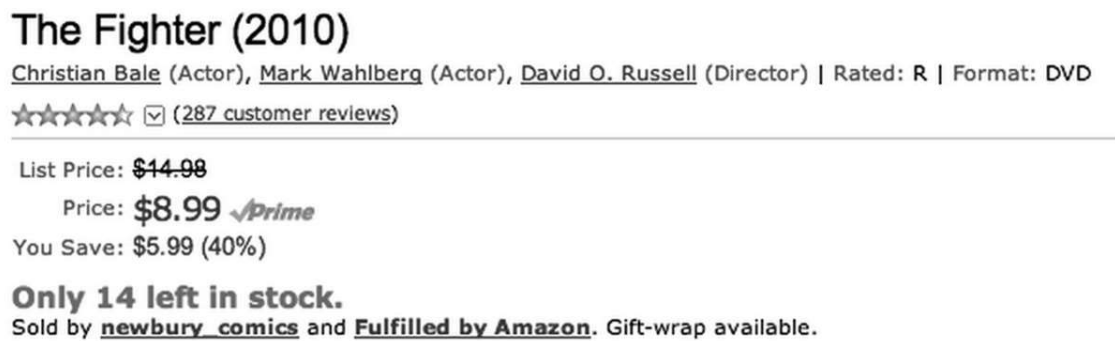 The Fighter (2010)
Christian Bale (Actor), Mark Wahlberg (Actor), David O. Russell (Director) | Rated: R | Format: DVD
(287 customer reviews)
List Price: $14.98
Price: $8.99 Prime
You Save: $5.99 (40%)
Only 14 left in stock.
Sold by newbury_comics and Fulfilled by Amazon. Gift-wrap available.